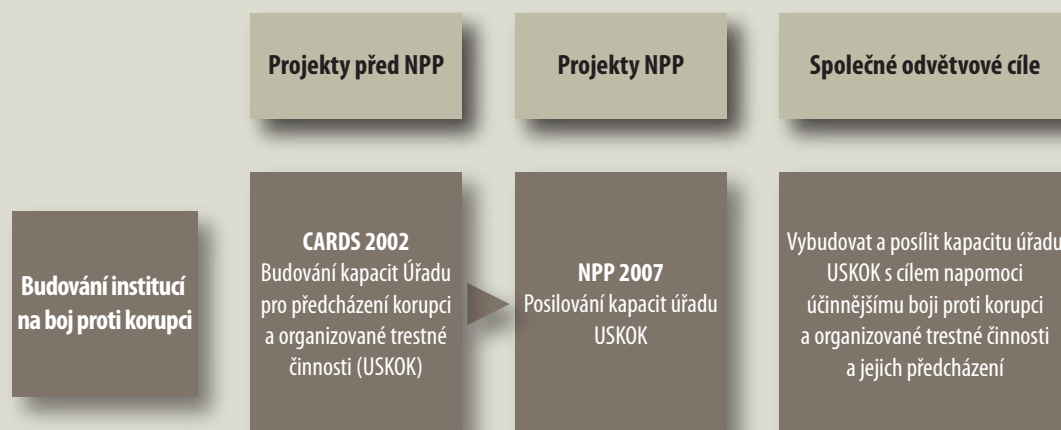 Projekty před NPP
Projekty NPP
Společné odvětvové cíle
Budování institucí
na boj proti korupci
CARDS 2002
Budování kapacit Úřadu
pro předcházení korupci
a organizované trestné
činnosti (USKOK)
NPP 2007
Posilování kapacit úřadu
USKOK
Vybudovat a posílit kapacitu úřadu
USKOK s cílem napomoci
účinnějšímu boji proti korupci
a organizované trestné činnosti
a jejich předcházení